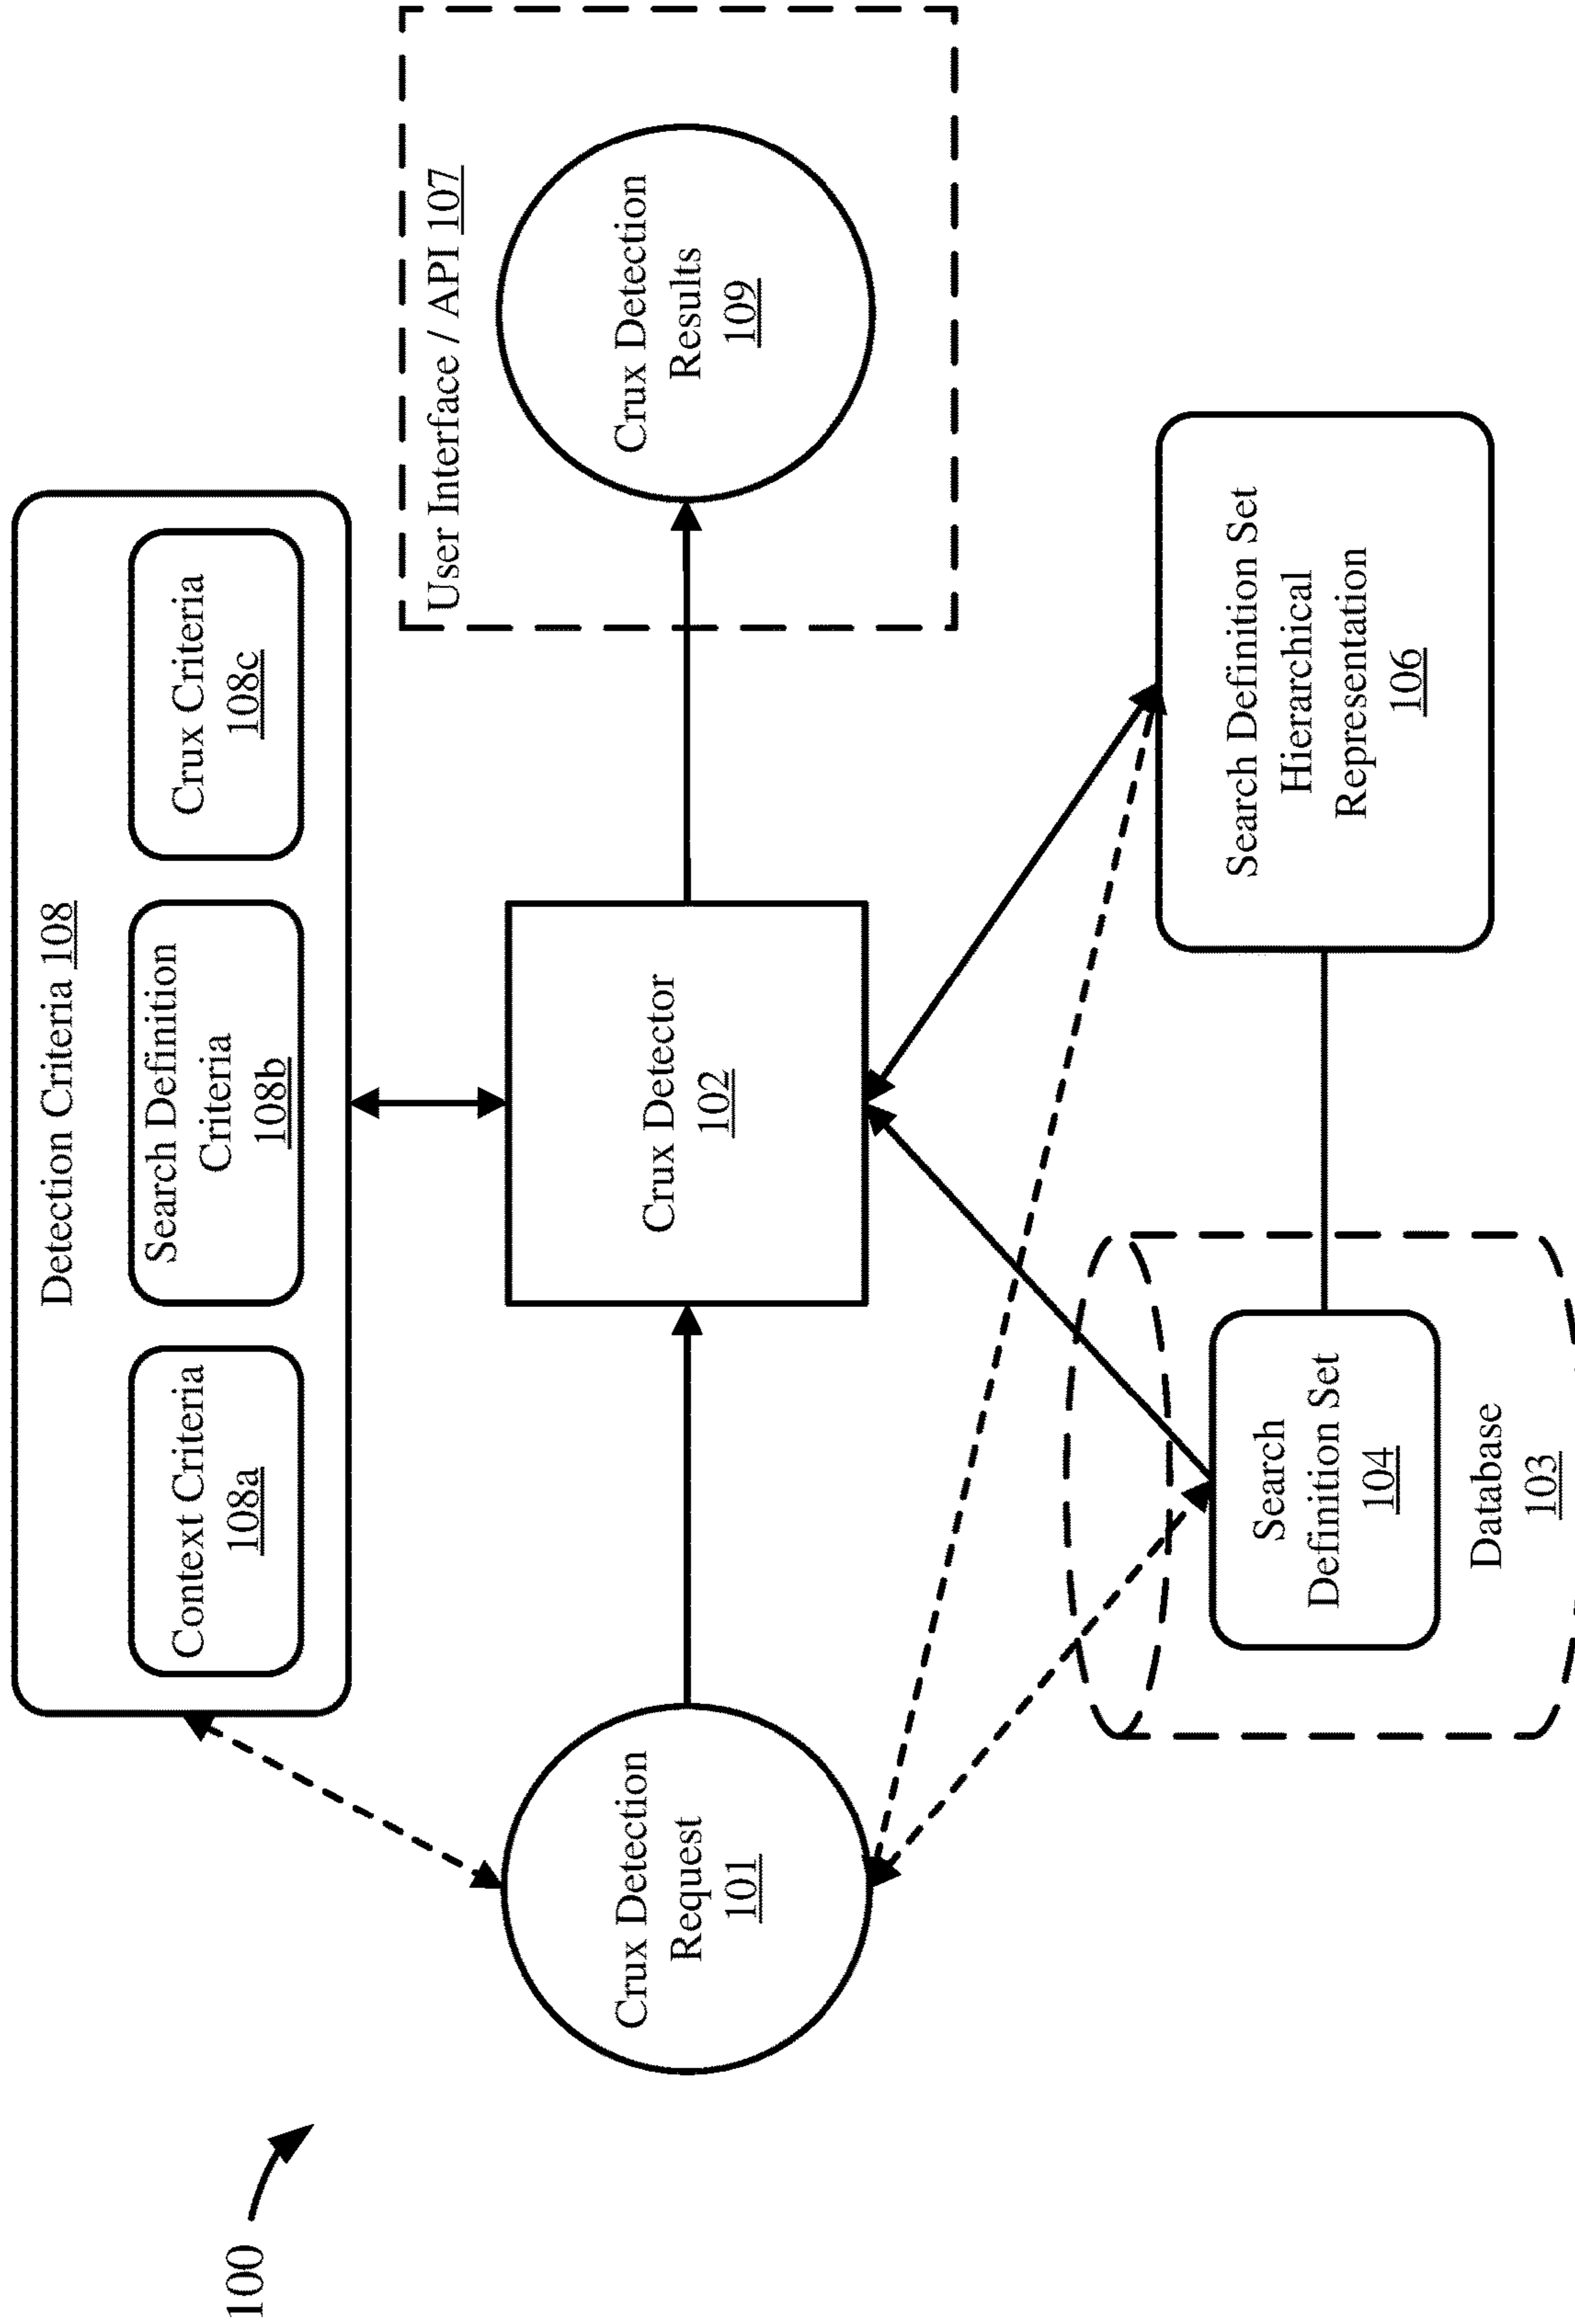 100
Detection Criteria 108
Context Criteria
108a
Search Definition
Criteria
108b
Crux Criteria
108c
Crux Detection
Request
101
Crux Detector
102
User Interface / API 107
Crux Detection
Results
109
Search
Definition Set
104
Database
103
Search Definition Set
Hierarchical
Representation
106